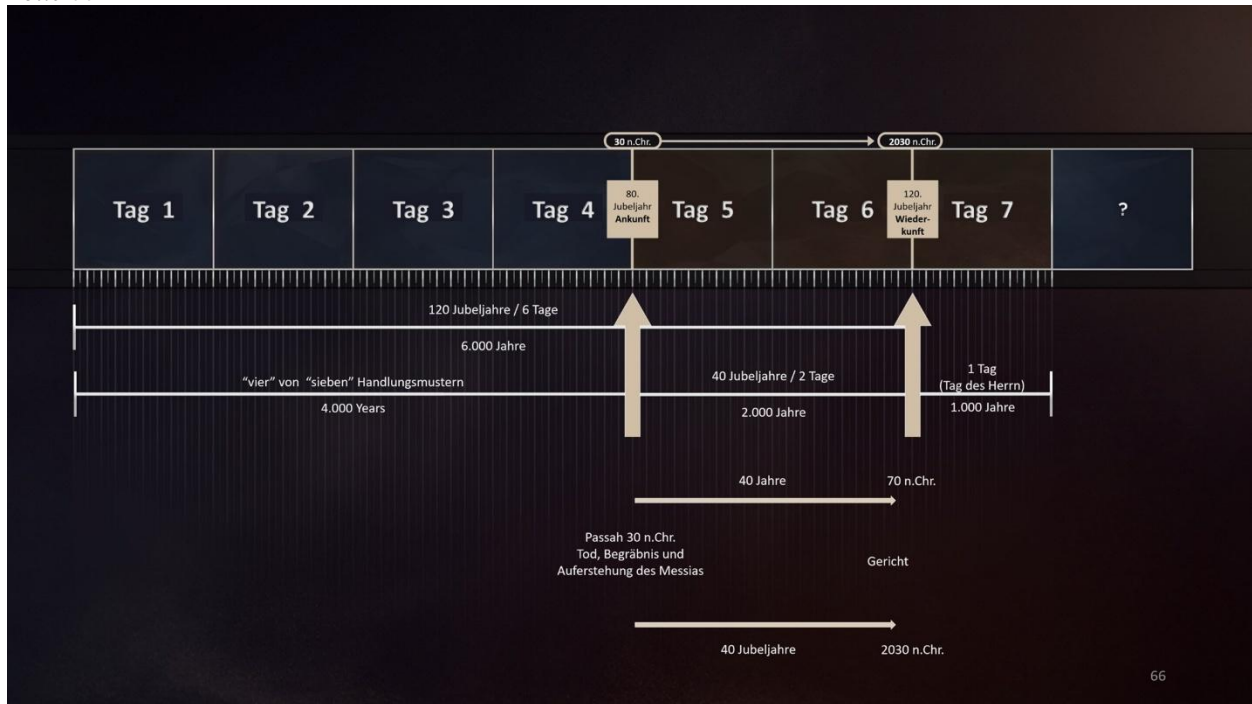 30 n.Chr.
2030 n.Chr.
Tag 1
Tag 2
Tag 3
Tag 4
80.
Jubeljahr
Ankunft
Tag 5
Tag 6
120.
Jubeljahr
Wieder-
kunft
Tag 7
?
120 Jubeljahre / 6 Tage
6.000 Jahre
"vier" von "sieben" Handlungsmustern
4.000 Years
40 Jubeljahre / 2 Tage
2.000 Jahre
1 Tag
(Tag des Herrn)
1.000 Jahre
40 Jahre
70 n.Chr.
Passah 30 n.Chr.
Tod, Begräbnis und
Auferstehung des Messias
Gericht
40 Jubeljahre
2030 n.Chr.
66